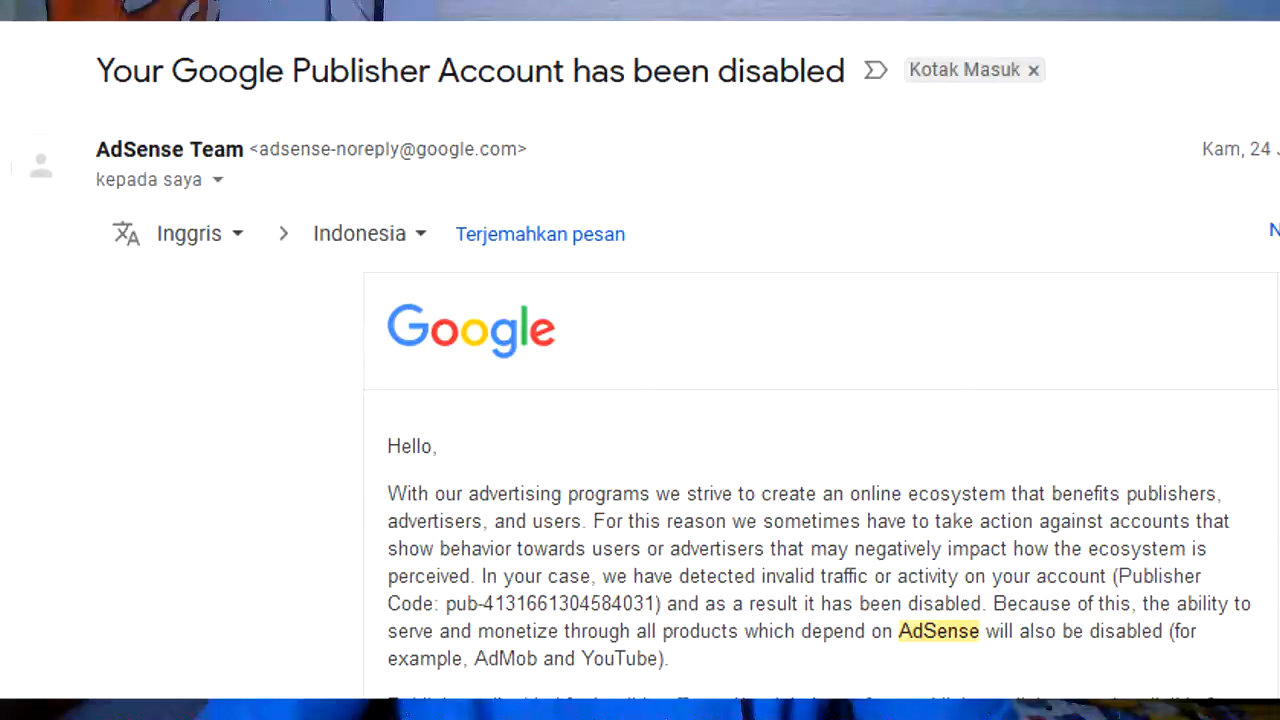 Your Google Publisher Account has been disabled Kotak Masuk ×
AdSense Team <adsense-noreply@google.com>
Kam, 24
kepada saya
Inggris > Indonesia Terjemahkan pesan
Google
Hello,
With our advertising programs we strive to create an online ecosystem that benefits publishers,
advertisers, and users. For this reason we sometimes have to take action against accounts that
show behavior towards users or advertisers that may negatively impact how the ecosystem is
perceived. In your case, we have detected invalid traffic or activity on your account (Publisher
Code: pub-4131661304584031) and as a result it has been disabled. Because of this, the ability to
serve and monetize through all products which depend on AdSense will also be disabled (for
example, AdMob and YouTube).